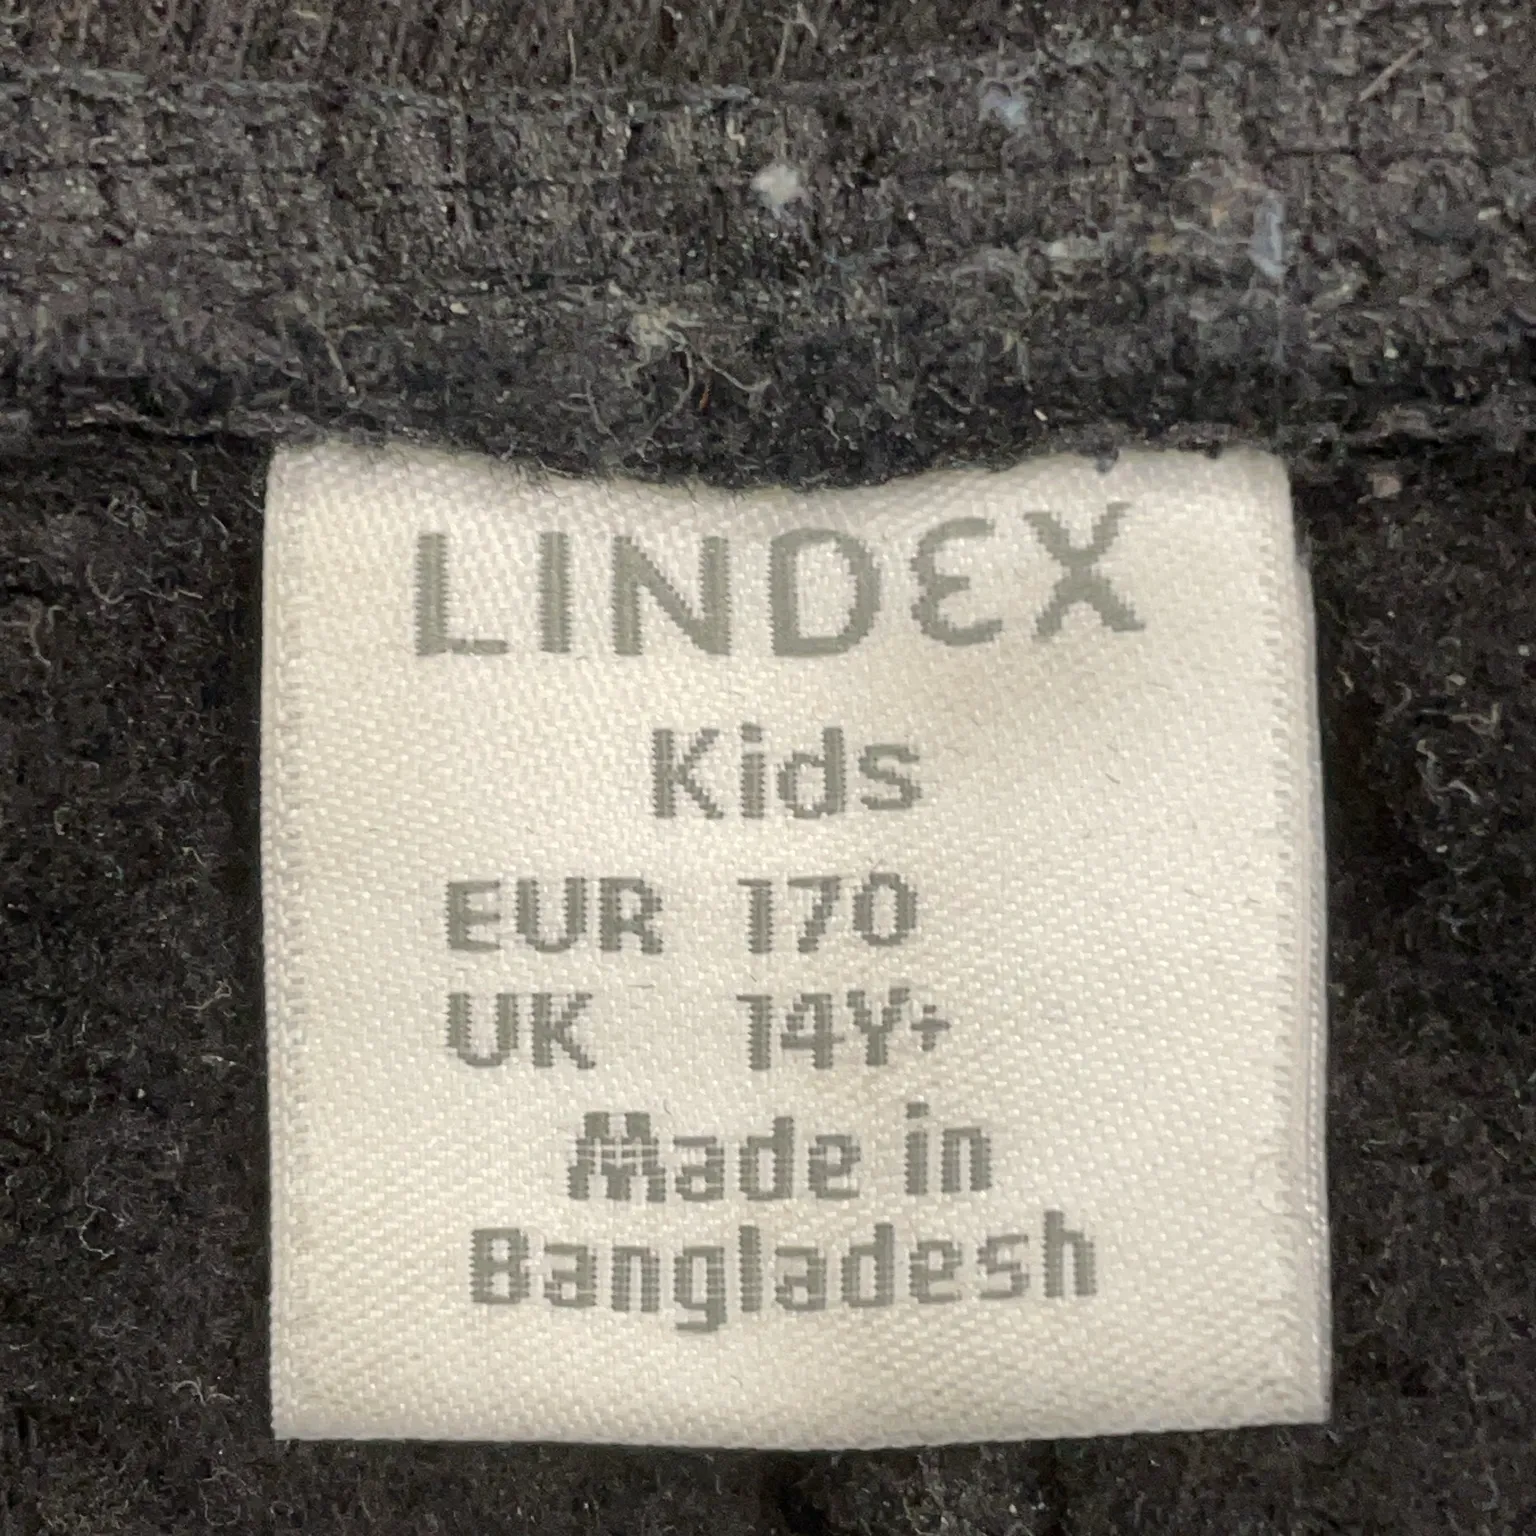 LINDEX
Kids
EUR 170
UK 14Y+
Made in
Bangladesh